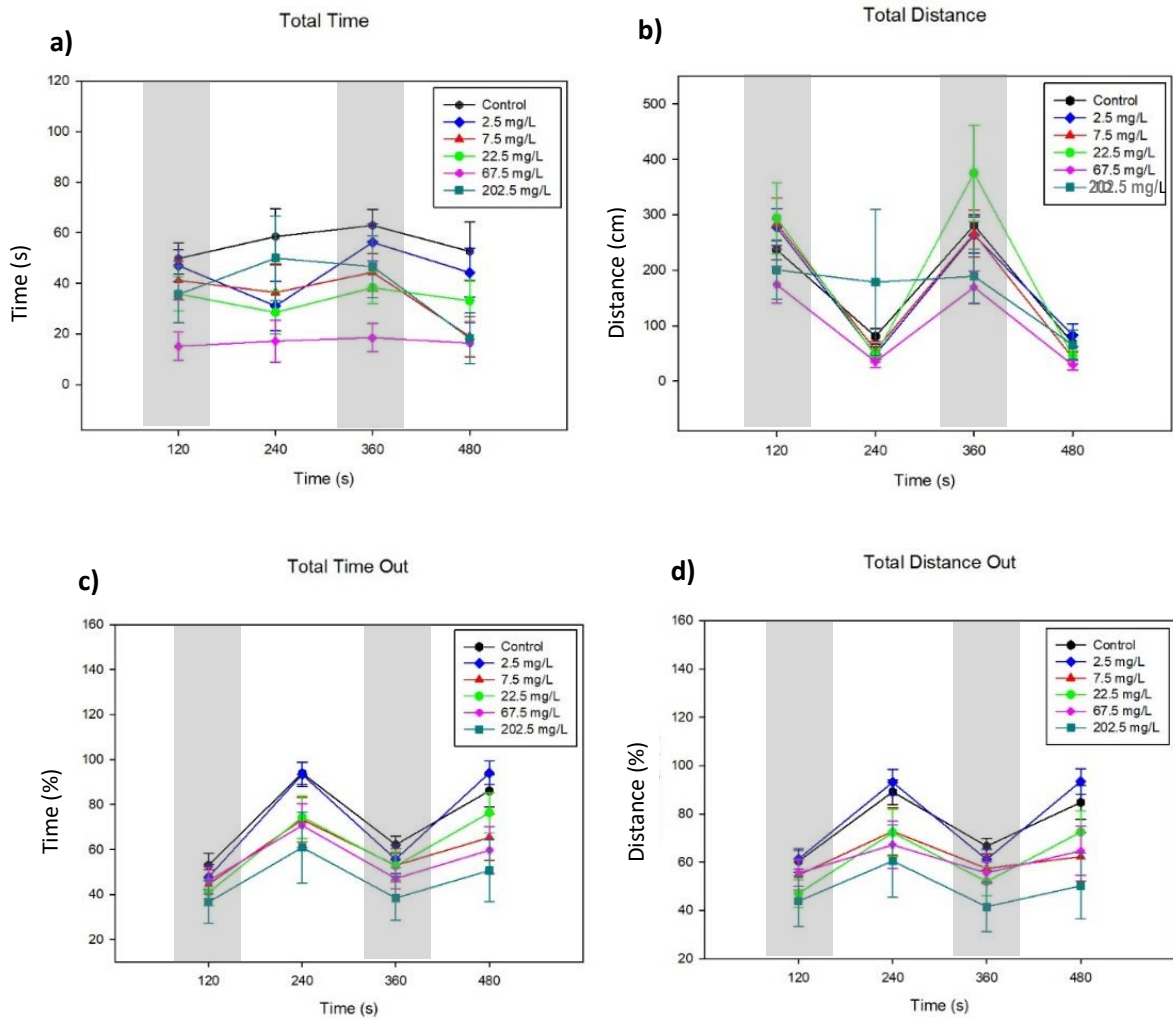 Total Time
a)
120
100
80
60
40
20
0
Time (s)
Control
2.5 mg/L
7.5 mg/L
22.5 mg/L
67.5 mg/L
202.5 mg/L
120 240 360 480
Time (s)
Total Distance
b)
500
400
300
200
100
0
Distance (cm)
Control
2.5 mg/L
7.5 mg/L
22.5 mg/L
67.5 mg/L
202.5 mg/L
120 240 360 480
Time (s)
Total Time Out
c)
160
140
120
100
80
60
40
20
Time (%)
Control
2.5 mg/L
7.5 mg/L
22.5 mg/L
67.5 mg/L
202.5 mg/L
120 240 360 480
Time (s)
Total Distance Out
d)
160
140
120
100
80
60
40
20
Distance (%)
Control
2.5 mg/L
7.5 mg/L
22.5 mg/L
67.5 mg/L
202.5 mg/L
120 240 360 480
Time (s)